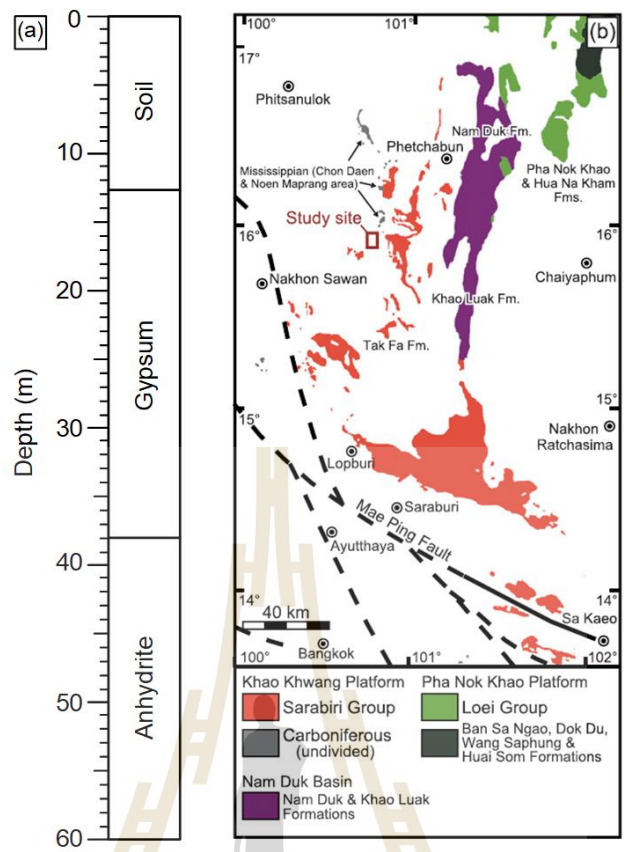 (a)
0
10
20
30
40
50
60
Depth (m)
Soil
Gypsum
Anhydrite
(b)
100°
101°
17°
Phitsanulok
Nam Duk Fm.
Phetchabun
Mississippian (Chon Daen
& Noen Maprang area)
Pha Nok Khao
& Hua Na Kham
Fms.
Study site
16°
16°
Nakhon Sawan
Chaiyaphum
Khao Luak Fm.
Tak Fa Fm.
15°
15°
Nakhon
Ratchasima
Lopburi
Saraburi
Mae Ping Fault
Ayutthaya
14°
14°
40 km
Sa Kaeo
Bangkok
100°
101°
102°
Khao Khwang Platform
Sarabiri Group
Carboniferous
(undivided)
Nam Duk Basin
Nam Duk & Khao Luak
Formations
Pha Nok Khao Platform
Loei Group
Ban Sa Ngao, Dok Du,
Wang Saphung &
Huai Som Formations